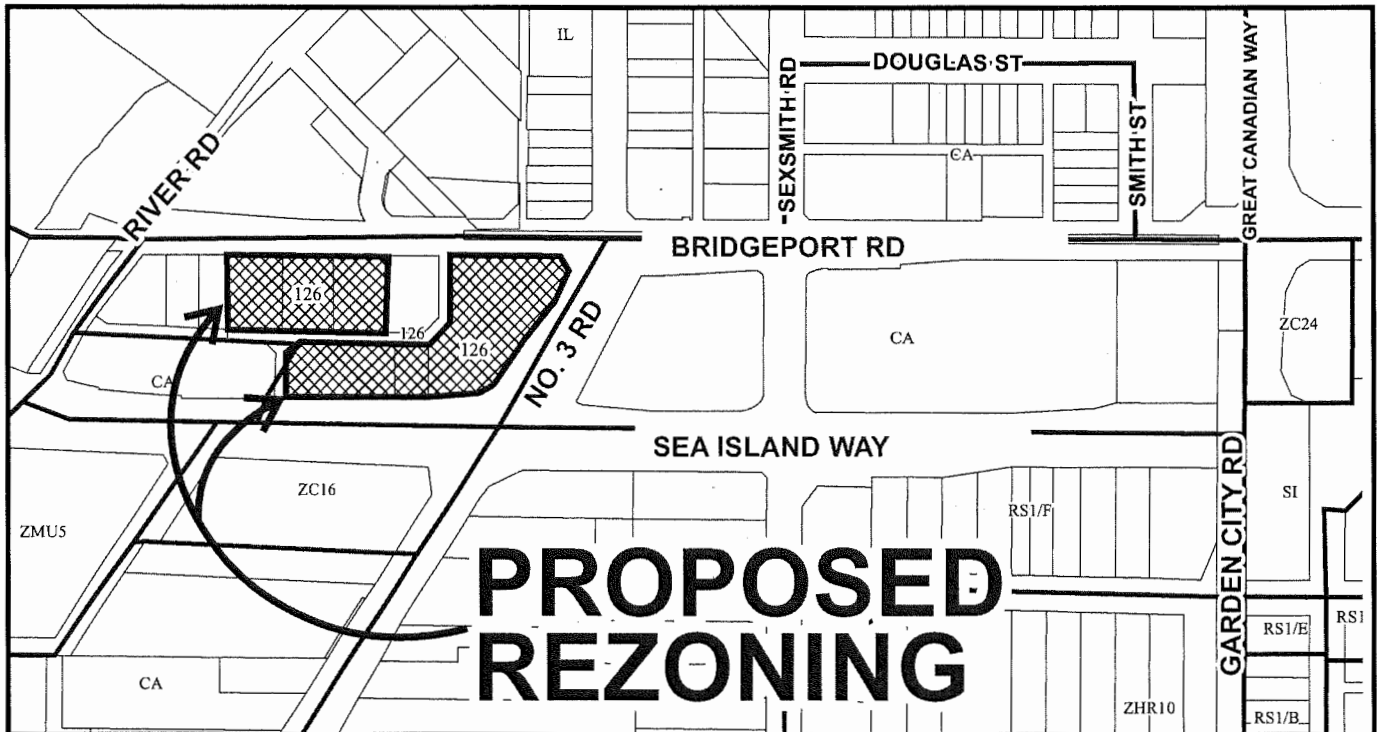 IL
SEXSMITH RD
DOUGLAS ST
SMITH ST
GREAT CANADIAN WAY
CA
RIVER RD
BRIDGEPORT RD
126
126
126
NO. 3 RD
CA
ZC24
CA
SEA ISLAND WAY
GARDEN CITY RD
ZC16
ZMU5
RS1/F
SI
PROPOSED
REZONING
RS1/E
RS1
CA
ZHR10
RS1/B